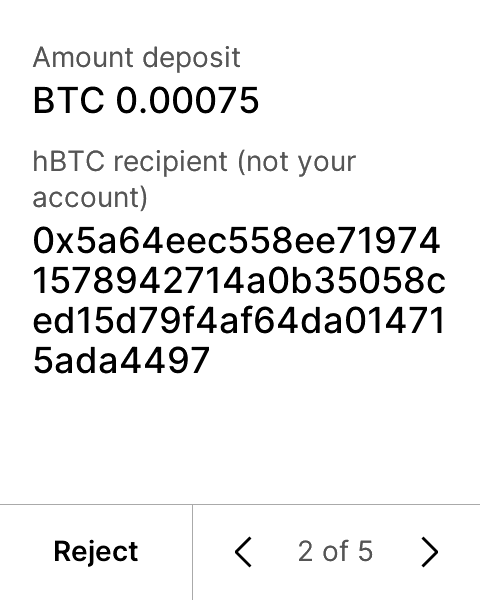 Amount deposit
BTC 0.00075
hBTC recipient (not your
account)
0x5a64eec558ee71974
1578942714a0b35058c
ed15d79f4af64da01471
5ada4497
Reject
2 of 5